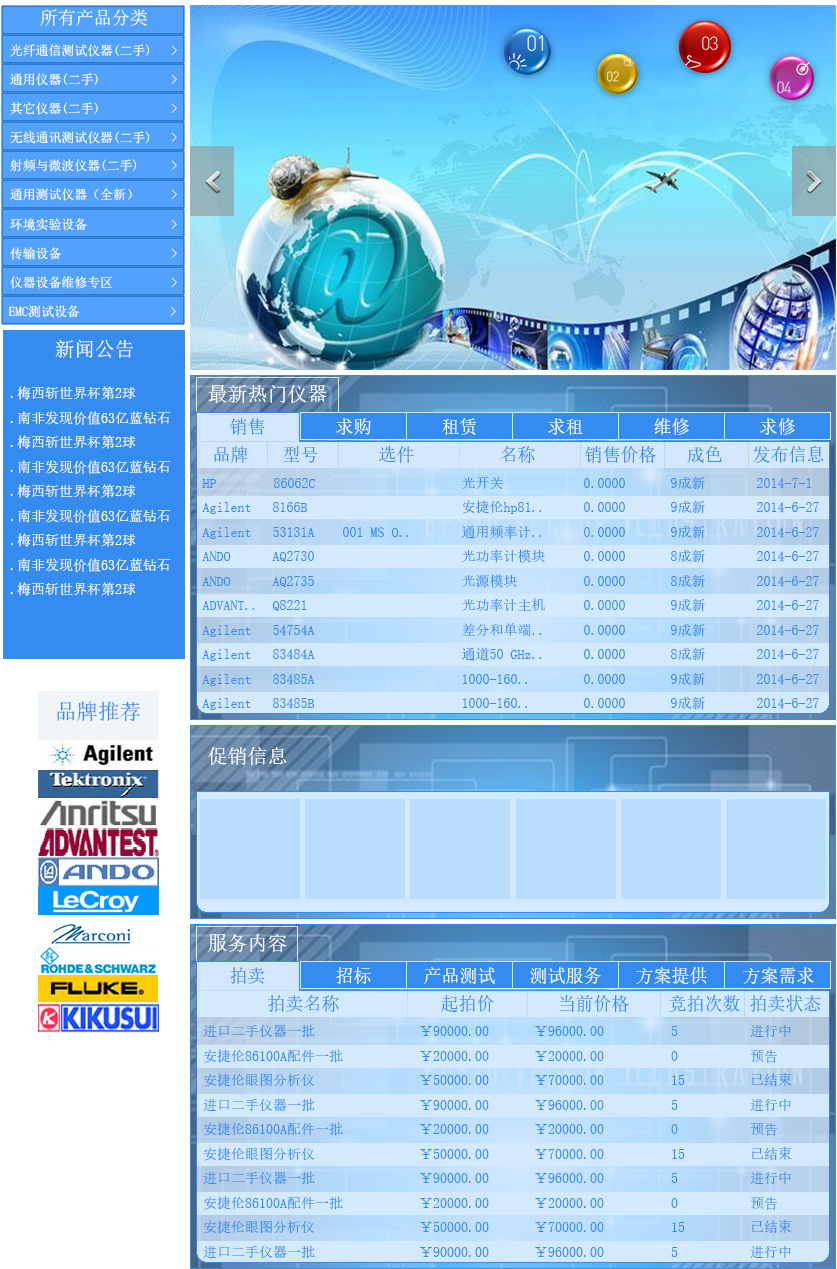 所有产品分类
光纤通信测试仪器(二手)
通用仪器(二手)
其它仪器(二手)
无线通讯测试仪器(二手)
射频与微波仪器(二手)
通用测试仪器（全新）
环境实验设备
传输设备
仪器设备维修专区
EMC测试设备
新闻公告
. 梅西斩世界杯第2球
. 南非发现价值63亿蓝钻石
. 梅西斩世界杯第2球
. 南非发现价值63亿蓝钻石
. 梅西斩世界杯第2球
. 南非发现价值63亿蓝钻石
. 梅西斩世界杯第2球
. 南非发现价值63亿蓝钻石
. 梅西斩世界杯第2球
品牌推荐
Agilent
Tektronix
Anritsu
ADVANTEST
ANDO
LeCroy
Marconi
ROHDE & SCHWARZ
FLUKE
KIKUSUI
01
02
03
04
@
最新热门仪器
销售 求购 租赁 求租 维修 求修
品牌 型号 选件 名称 销售价格 成色 发布信息
HP 86062C 光开关 0.0000 9成新 2014-7-1
Agilent 8166B 安捷伦hp81.. 0.0000 9成新 2014-6-27
Agilent 53131A 001 MS O.. 通用频率计.. 0.0000 9成新 2014-6-27
ANDO AQ2730 光功率计模块 0.0000 8成新 2014-6-27
ANDO AQ2735 光源模块 0.0000 8成新 2014-6-27
ADVANT.. Q8221 光功率计主机 0.0000 9成新 2014-6-27
Agilent 54754A 差分和单端.. 0.0000 9成新 2014-6-27
Agilent 83484A 通道50 GHz.. 0.0000 8成新 2014-6-27
Agilent 83485A 1000-160.. 0.0000 9成新 2014-6-27
Agilent 83485B 1000-160.. 0.0000 9成新 2014-6-27
促销信息
服务内容
拍卖 招标 产品测试 测试服务 方案提供 方案需求
拍卖名称 起拍价 当前价格 竞拍次数 拍卖状态
进口二手仪器一批 ￥90000.00 ￥96000.00 5 进行中
安捷伦86100A配件一批 ￥20000.00 ￥20000.00 0 预告
安捷伦眼图分析仪 ￥50000.00 ￥70000.00 15 已结束
进口二手仪器一批 ￥90000.00 ￥96000.00 5 进行中
安捷伦86100A配件一批 ￥20000.00 ￥20000.00 0 预告
安捷伦眼图分析仪 ￥50000.00 ￥70000.00 15 已结束
进口二手仪器一批 ￥90000.00 ￥96000.00 5 进行中
安捷伦86100A配件一批 ￥20000.00 ￥20000.00 0 预告
安捷伦眼图分析仪 ￥50000.00 ￥70000.00 15 已结束
进口二手仪器一批 ￥90000.00 ￥96000.00 5 进行中